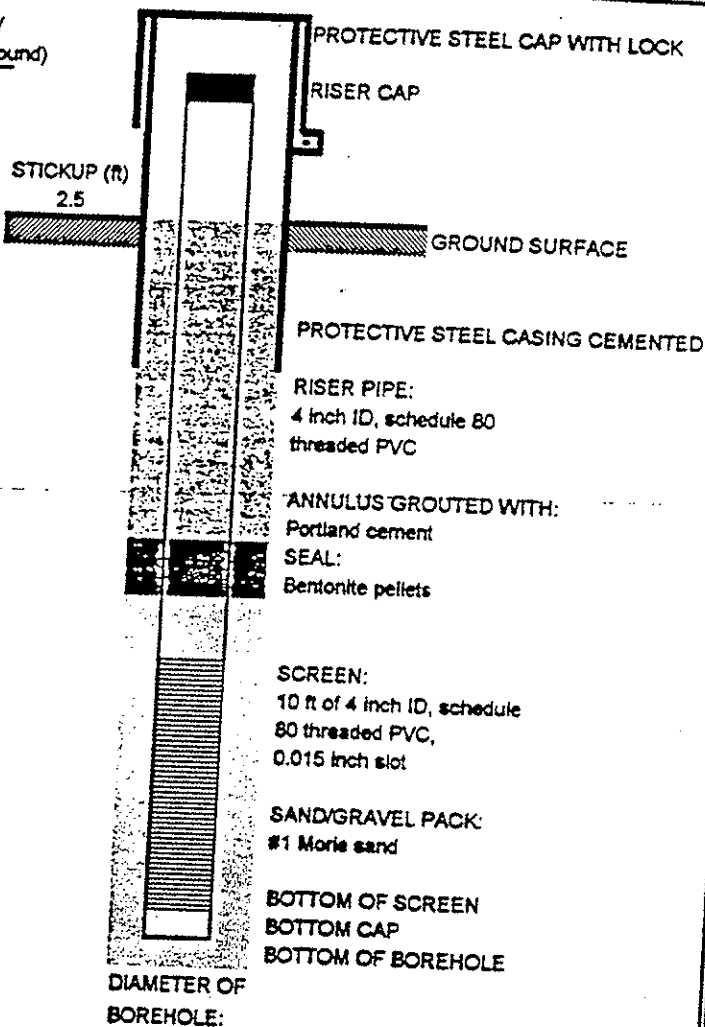 ound)
PROTECTIVE STEEL CAP WITH LOCK
RISER CAP
STICKUP (ft)
2.5
GROUND SURFACE
PROTECTIVE STEEL CASING CEMENTED
RISER PIPE:
4 inch ID, schedule 80
threaded PVC
ANNULUS GROUTED WITH:
Portland cement
SEAL:
Bentonite pellets
SCREEN:
10 ft of 4 inch ID, schedule
80 threaded PVC,
0.015 inch slot
SAND/GRAVEL PACK:
#1 Morie sand
BOTTOM OF SCREEN
BOTTOM CAP
BOTTOM OF BOREHOLE
DIAMETER OF
BOREHOLE: